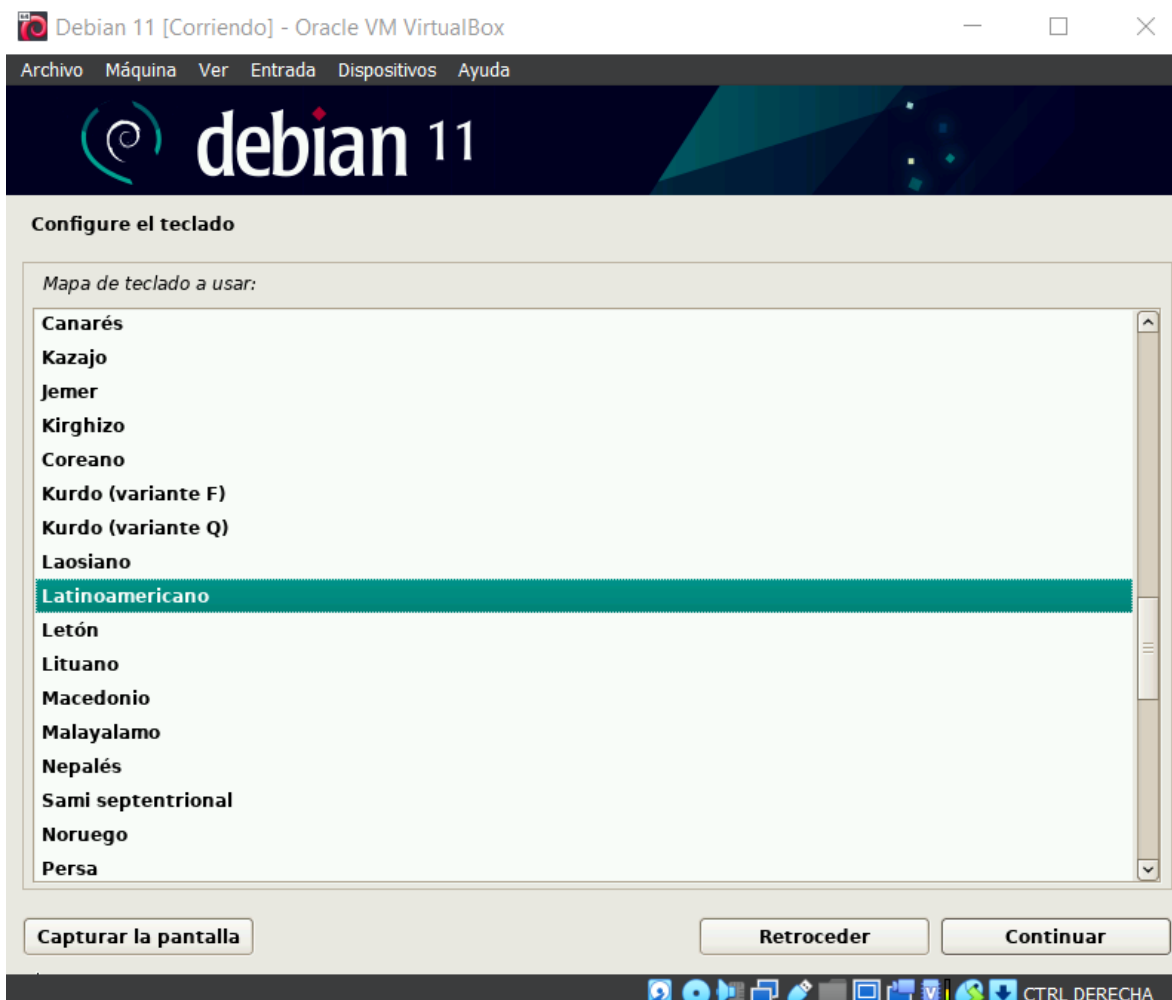 Debian 11 [Corriendo] - Oracle VM VirtualBox
Archivo Máquina Ver Entrada Dispositivos Ayuda
debian 11
Configure el teclado
Mapa de teclado a usar:
Canarés
Kazajo
Jemer
Kirghizo
Coreano
Kurdo (variante F)
Kurdo (variante Q)
Laosiano
Latinoamericano
Letón
Lituano
Macedonio
Malayalamo
Nepalés
Sami septentrional
Noruego
Persa
Capturar la pantalla Retroceder Continuar
CTRL DERECHA